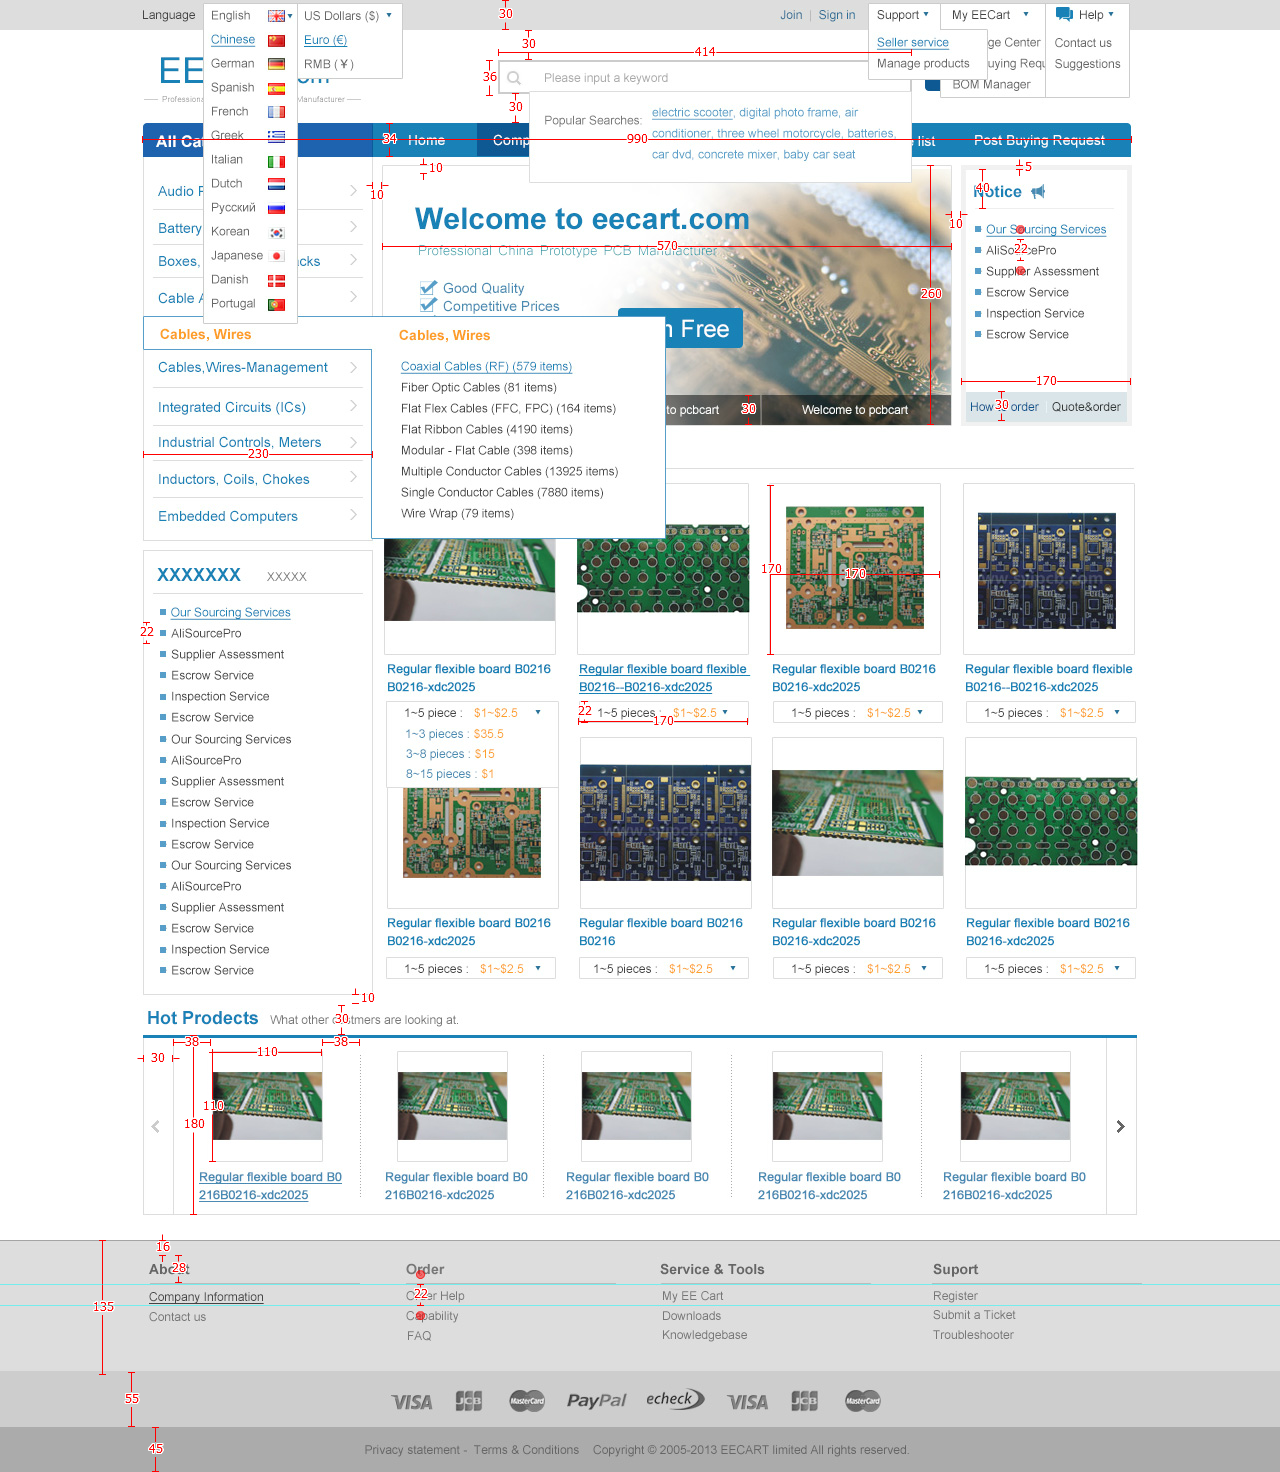 Language
English
US Dollars ($)
Join | Sign in
Support
My EECart
Help
Chinese
German
Spanish
French
Greek
Italian
Dutch
Русский
Korean
Japanese
Danish
Portugal
Euro (€)
RMB (￥)
Seller service
Manage products
ge Center
uying Requ
BOM Manager
Contact us
Suggestions
30
30
414
36
30
EE
m
Professional
Manufacturer
Please input a keyword
Popular Searches:
electric scooter, digital photo frame, air
conditioner, three wheel motorcycle, batteries,
car dvd, concrete mixer, baby car seat
34
990
All Ca
Home
Comp
e list
Post Buying Request
10
10
5
40
10
Audio
Battery
Boxes,
cks
Cable
Cables, Wires
Cables,Wires-Management
Integrated Circuits (ICs)
Industrial Controls, Meters
230
Inductors, Coils, Chokes
Embedded Computers
Welcome to eecart.com
570
Professional China Prototype PCB Manufacturer
Good Quality
Competitive Prices
260
n Free
to pcbcart
30
Welcome to pcbcart
Cables, Wires
Coaxial Cables (RF) (579 items)
Fiber Optic Cables (81 items)
Flat Flex Cables (FFC, FPC) (164 items)
Flat Ribbon Cables (4190 items)
Modular - Flat Cable (398 items)
Multiple Conductor Cables (13925 items)
Single Conductor Cables (7880 items)
Wire Wrap (79 items)
Notice
Our Sourcing Services
AliSourcePro
22
Supplier Assessment
Escrow Service
Inspection Service
Escrow Service
170
How order
30
Quote&order
XXXXXXX
XXXXX
Our Sourcing Services
22
AliSourcePro
Supplier Assessment
Escrow Service
Inspection Service
Escrow Service
Our Sourcing Services
AliSourcePro
Supplier Assessment
Escrow Service
Inspection Service
Escrow Service
Our Sourcing Services
AliSourcePro
Supplier Assessment
Escrow Service
Inspection Service
Escrow Service
170
170
Regular flexible board B0216
B0216-xdc2025
Regular flexible board flexible
B0216--B0216-xdc2025
Regular flexible board B0216
B0216-xdc2025
Regular flexible board flexible
B0216--B0216-xdc2025
1~5 piece : $1~$2.5
1~3 pieces : $35.5
3~8 pieces : $15
8~15 pieces : $1
22
1~5 pieces : $1~$2.5
170
1~5 pieces : $1~$2.5
1~5 pieces : $1~$2.5
Regular flexible board B0216
B0216-xdc2025
Regular flexible board B0216
B0216
Regular flexible board B0216
B0216-xdc2025
Regular flexible board B0216
B0216-xdc2025
1~5 pieces : $1~$2.5
1~5 pieces : $1~$2.5
1~5 pieces : $1~$2.5
1~5 pieces : $1~$2.5
10
30
Hot Prodects
What other custmers are looking at.
30
38
110
38
110
180
Regular flexible board B0
216B0216-xdc2025
Regular flexible board B0
216B0216-xdc2025
Regular flexible board B0
216B0216-xdc2025
Regular flexible board B0
216B0216-xdc2025
Regular flexible board B0
216B0216-xdc2025
16
28
135
About
Company Information
Contact us
Order
22
Order Help
Capability
FAQ
Service & Tools
My EE Cart
Downloads
Knowledgebase
Suport
Register
Submit a Ticket
Troubleshooter
55
VISA
JCB
MasterCard
PayPal
echeck
VISA
JCB
MasterCard
45
Privacy statement - Terms & Conditions Copyright © 2005-2013 EECART limited All rights reserved.